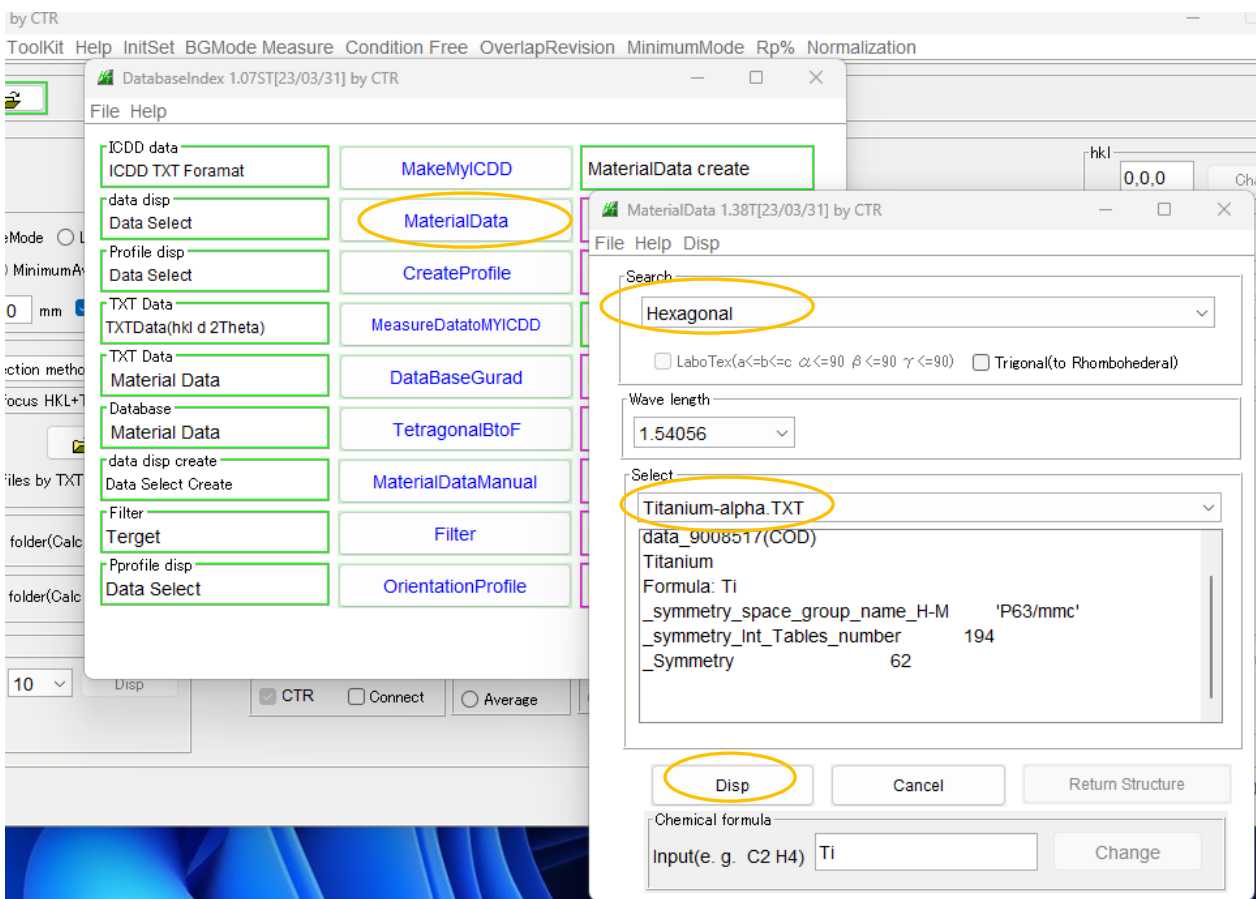 by CTR
ToolKit Help InitSet BGMode Measure Condition Free OverlapRevision MinimumMode Rp% Normalization
DatabaseIndex 1.07ST[23/03/31] by CTR
File Help
ICDD data
ICDD TXT Foramat
MakeMyICDD
MaterialData create
data disp
Data Select
MaterialData
Profile disp
Data Select
CreateProfile
TXT Data
TXTData(hkl d 2Theta)
MeasureDatatoMYICDD
TXT Data
Material Data
DataBaseGurad
Database
Material Data
TetragonalBtoF
data disp create
Data Select Create
MaterialDataManual
Filter
Terget
Filter
Pprofile disp
Data Select
OrientationProfile
hkl
0,0,0
eMode
MinimumA
0 mm
ction metho
Focus HKL+T
files by TXT
folder(Calc
folder(Calc
10
Disp
CTR
Connect
Average
MaterialData 1.38T[23/03/31] by CTR
File Help Disp
Search
Hexagonal
LaboTex(a<=b<=c α<=90 β<=90 γ<=90)
Trigonal(to Rhombohederal)
Wave length
1.54056
Select
Titanium-alpha.TXT
data_9008517(COD)
Titanium
Formula: Ti
_symmetry_space_group_name_H-M 'P63/mmc'
_symmetry_Int_Tables_number 194
_Symmetry 62
Disp
Cancel
Return Structure
Chemical formula
Input(e. g. C2 H4)
Ti
Change